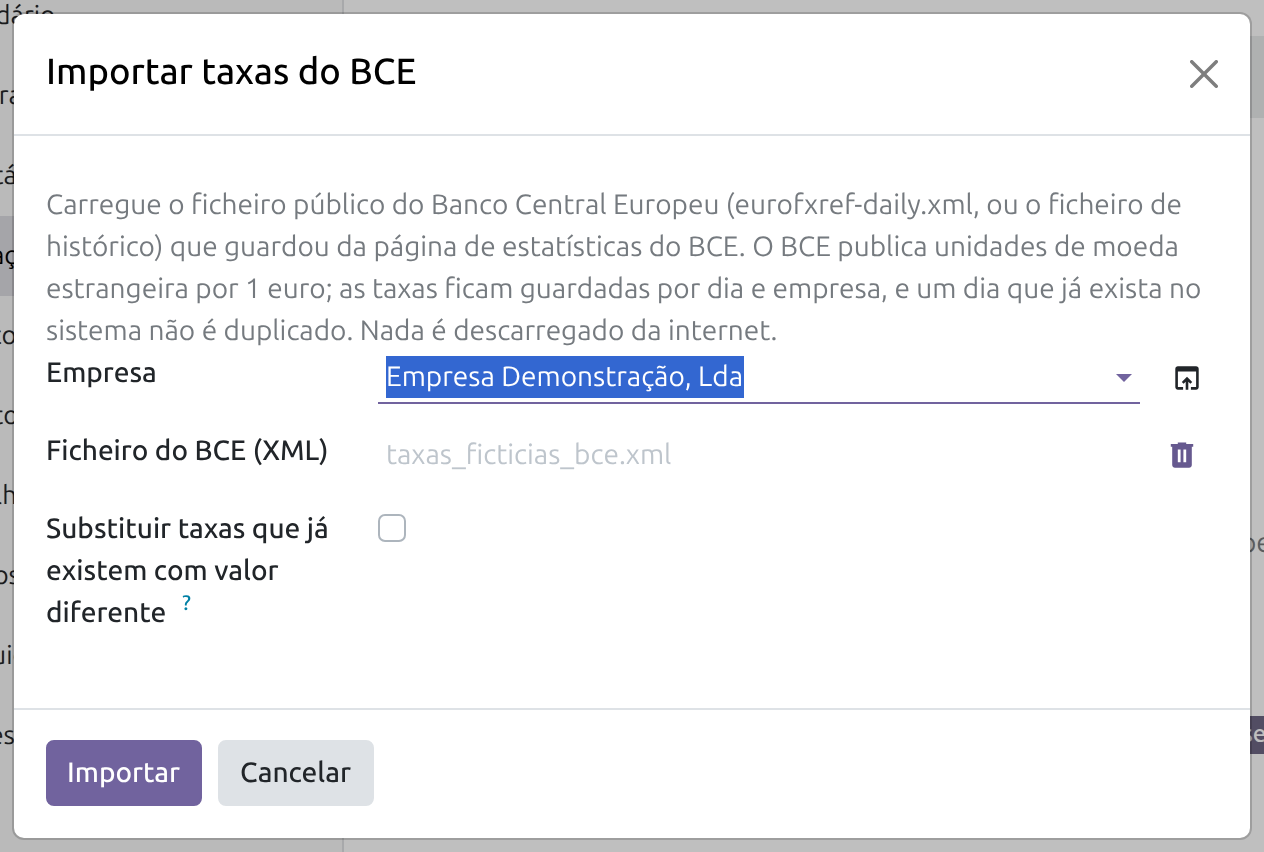 Importar taxas do BCE
Carregue o ficheiro público do Banco Central Europeu (eurofxref-daily.xml, ou o ficheiro de
histórico) que guardou da página de estatísticas do BCE. O BCE publica unidades de moeda
estrangeira por 1 euro; as taxas ficam guardadas por dia e empresa, e um dia que já exista no
sistema não é duplicado. Nada é descarregado da internet.
Empresa
Empresa Demonstração, Lda
Ficheiro do BCE (XML)
taxas_ficticias_bce.xml
Substituir taxas que já
existem com valor
diferente ?
Importar
Cancelar